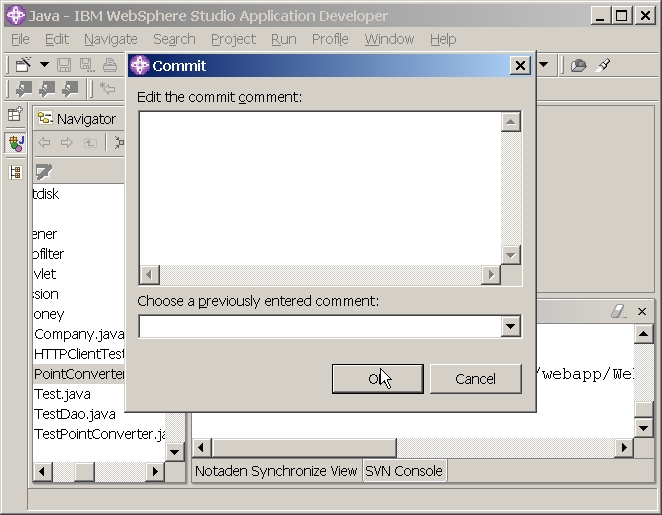 Java - IBM WebSphere Studio Application Developer
File Edit Navigate Search Project Run Profile Window Help
Commit
Edit the commit comment:
Navigator
tdisk
ener
ofilter
vlet
sion
oney
Company.java
HTTPClientTest
PointConverter
Test.java
TestDao.java
TestPointConverter.ja
Choose a previously entered comment:
Cancel
/webapp/We
Notaden Synchronize View SVN Console